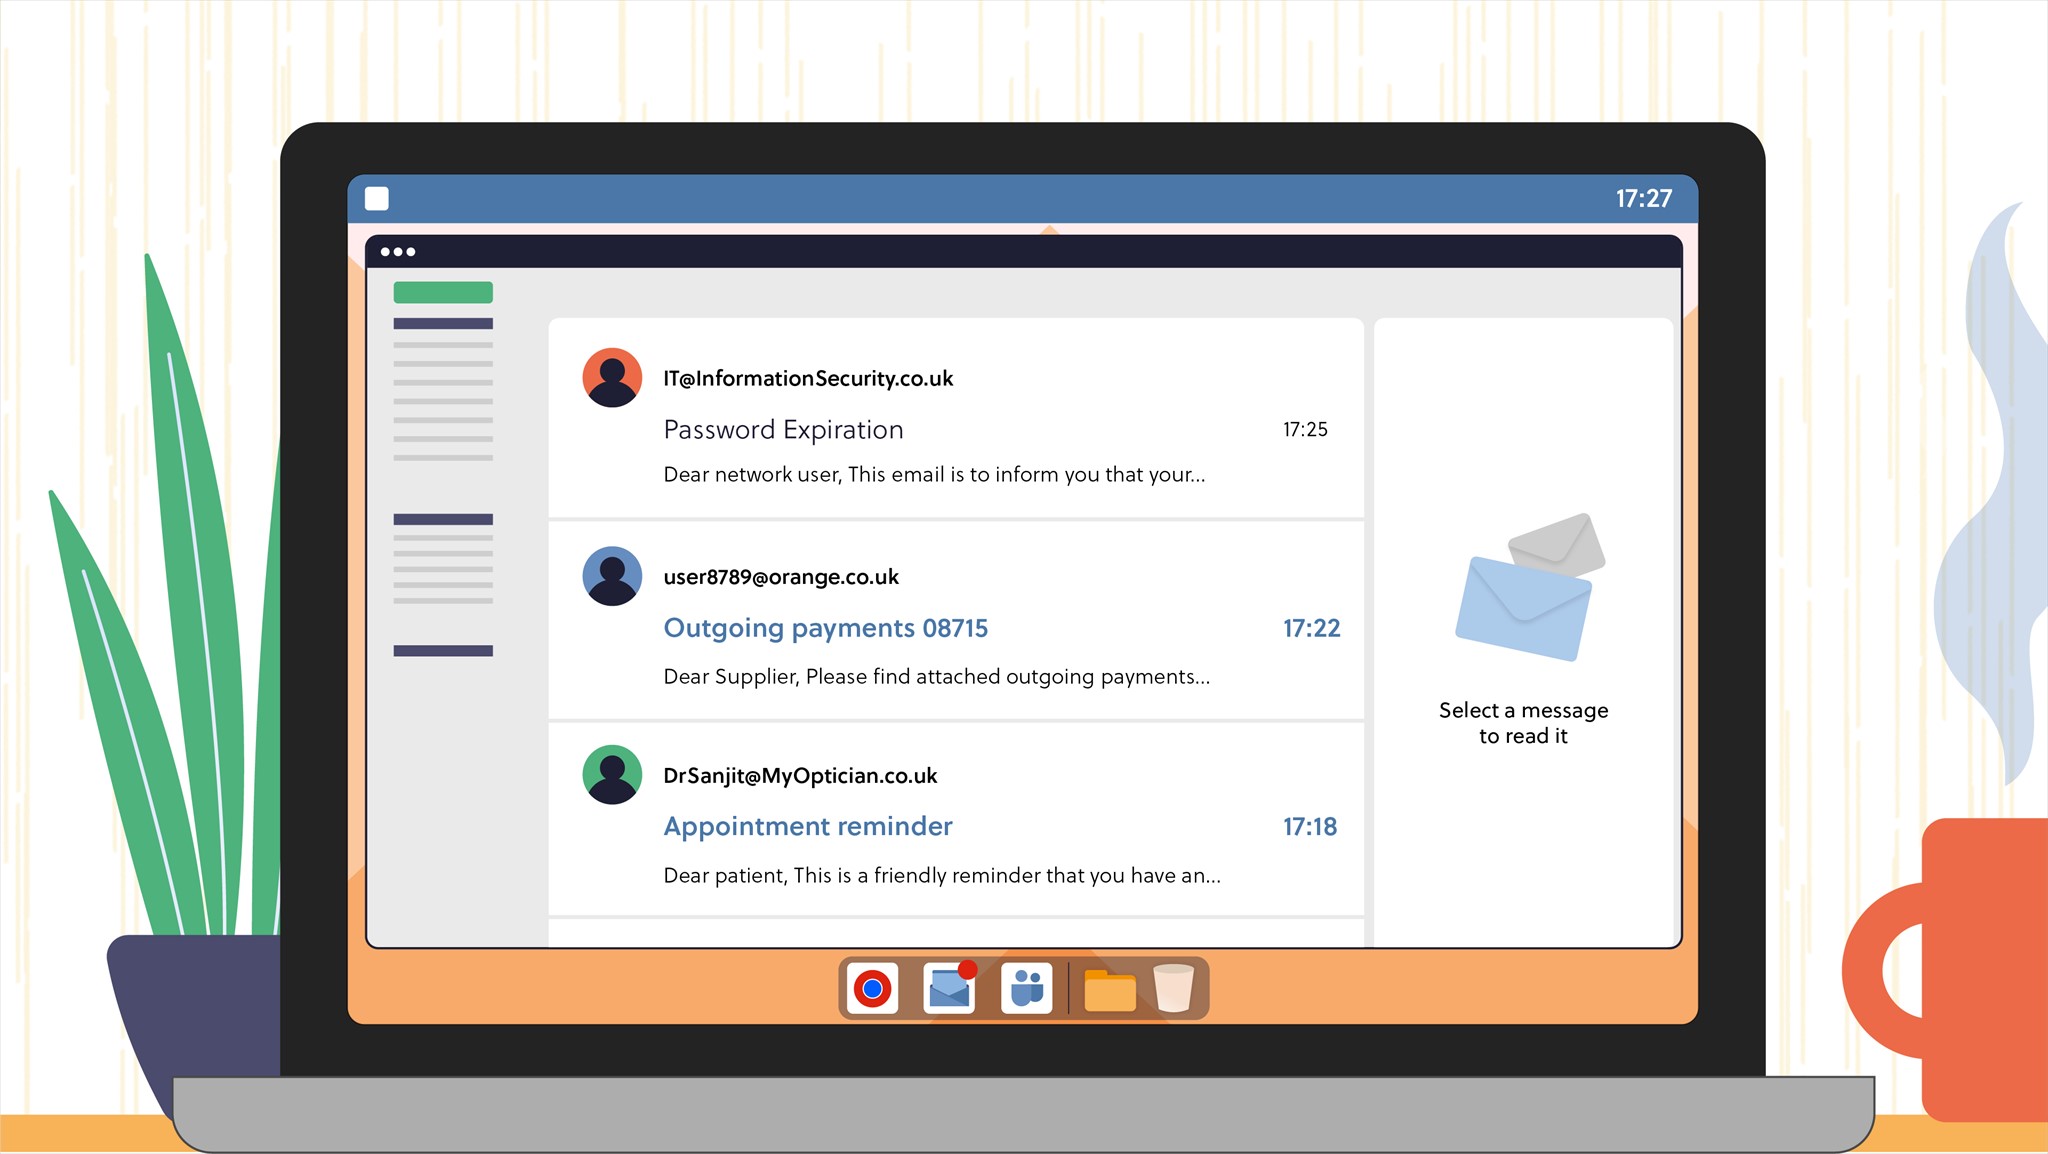 17:27
IT@InformationSecurity.co.uk
Password Expiration 17:25
Dear network user, This email is to inform you that your...
user8789@orange.co.uk
Outgoing payments 08715 17:22
Dear Supplier, Please find attached outgoing payments...
DrSanjit@MyOptician.co.uk
Appointment reminder 17:18
Dear patient, This is a friendly reminder that you have an...
Select a message
to read it